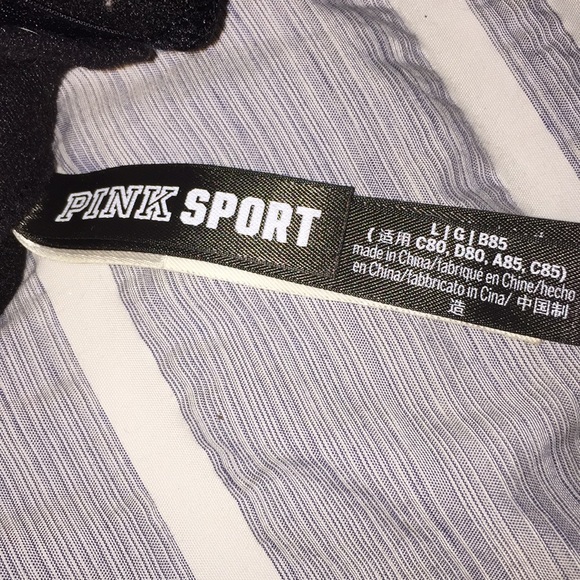 PINK SPORT
L | G | B85
(适用 C80, D80, A85, C85)
made in China/fabriqué en Chine/hecho
en China/fabbricato in Cina/ 中国制
造